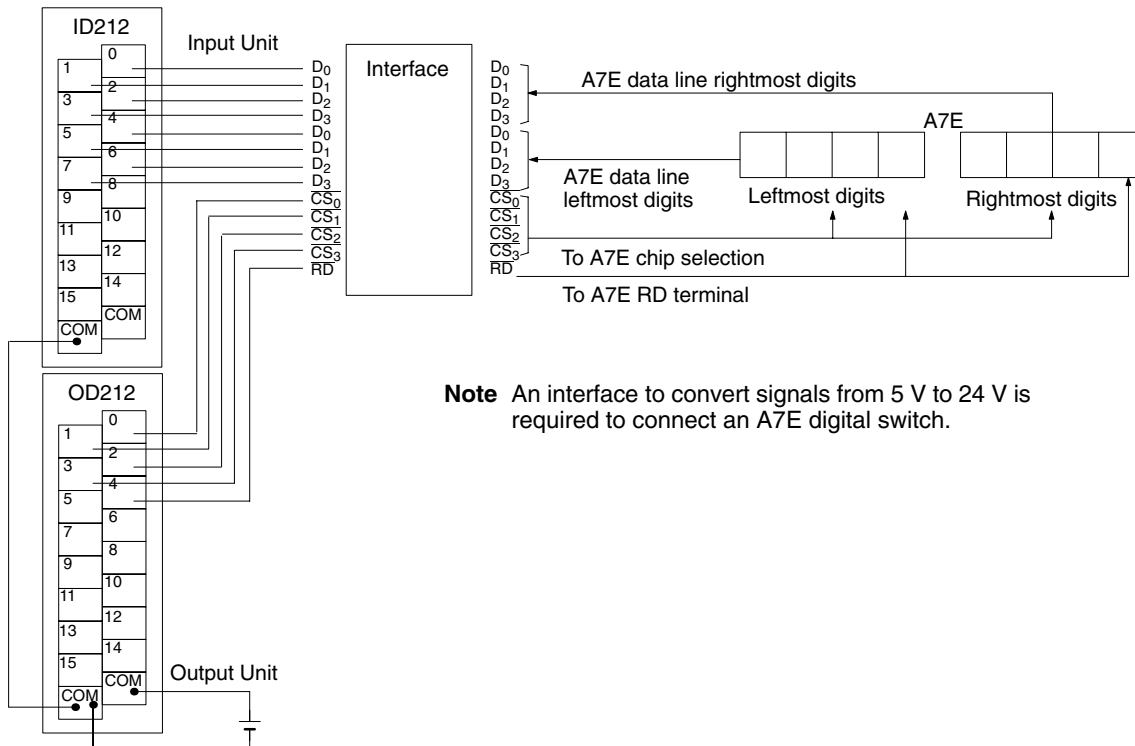 ID212
Input Unit
0
1
2
3
4
5
6
7
8
9
10
11
12
13
14
15
COM
COM
D0
D1
D2
D3
D0
D1
D2
D3
CS0
CS1
CS2
CS3
RD
Interface
D0
D1
D2
D3
D0
D1
D2
D3
CS0
CS1
CS2
CS3
RD
A7E data line rightmost digits
A7E
A7E data line
leftmost digits
Leftmost digits
Rightmost digits
To A7E chip selection
To A7E RD terminal
Note An interface to convert signals from 5 V to 24 V is
required to connect an A7E digital switch.
OD212
0
1
2
3
4
5
6
7
8
9
10
11
12
13
14
15
COM
COM
Output Unit